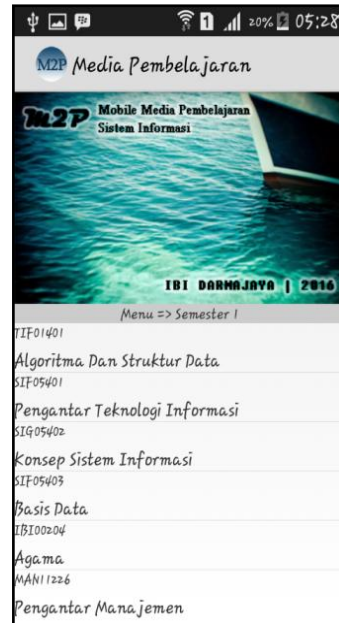 1 20% 05:28
M2P Media Pembelajaran
M2P Mobile Media Pembelajaran
Sistem Informasi
IBI DARMAJAYA | 2016
Menu => Semester 1
TIF01401
Algoritma Dan Struktur Data
SIF05401
Pengantar Teknologi Informasi
SIG05402
Konsep Sistem Informasi
SIF05403
Basis Data
IBI00204
Agama
MAN11226
Pengantar Manajemen